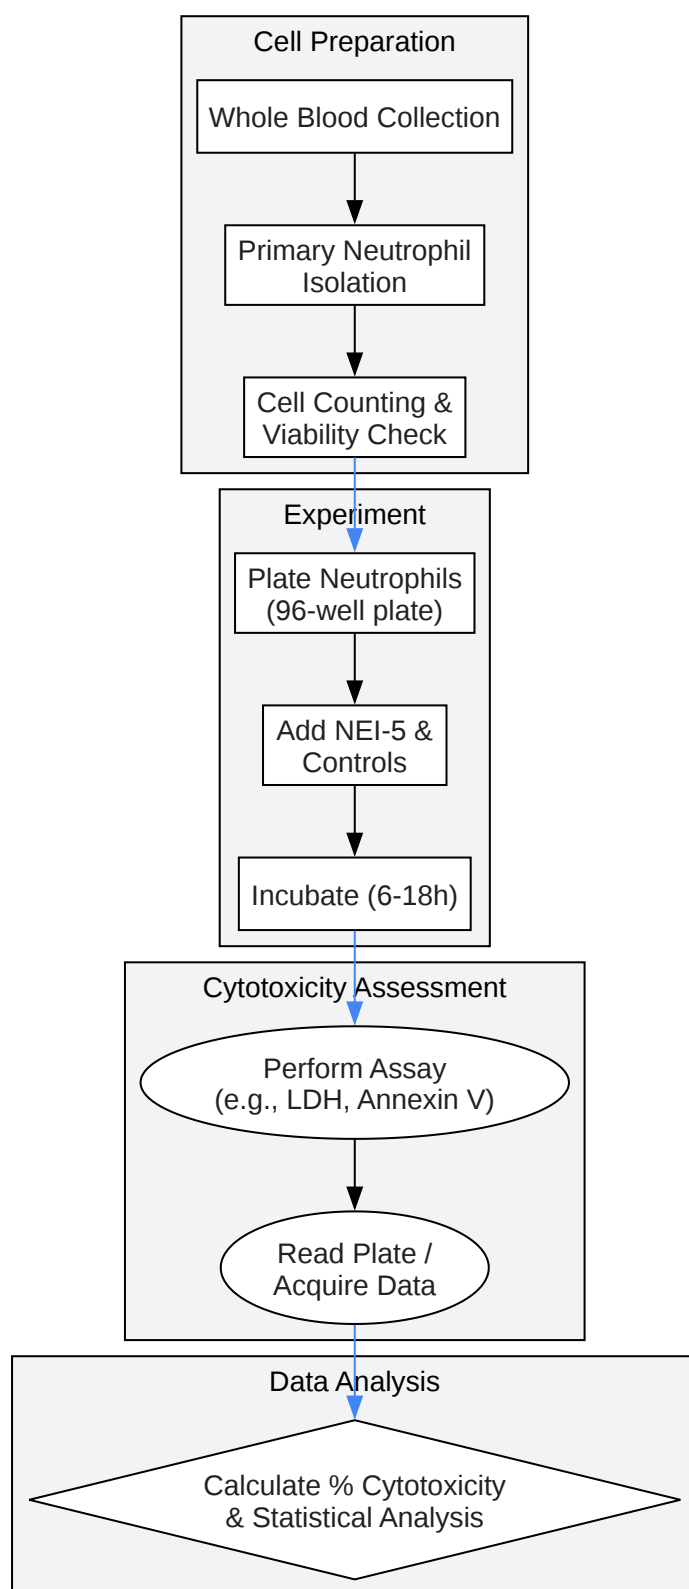 Cell Preparation
Whole Blood Collection
Primary Neutrophil
Isolation
Cell Counting &
Viability Check
Experiment
Plate Neutrophils
(96-well plate)
Add NEI-5 &
Controls
Incubate (6-18h)
Cytotoxicity Assessment
Perform Assay
(e.g., LDH, Annexin V)
Read Plate /
Acquire Data
Data Analysis
Calculate % Cytotoxicity
& Statistical Analysis